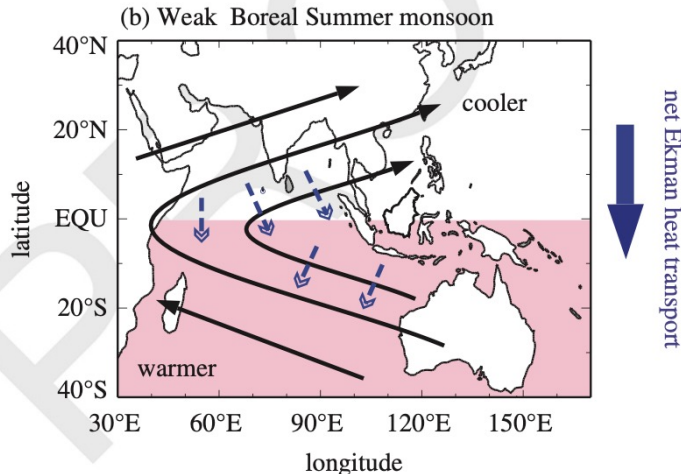 (b) Weak Boreal Summer monsoon
40°N
20°N
EQU
20°S
40°S
latitude
cooler
warmer
30°E
60°E
90°E
120°E
150°E
longitude
net Ekman heat transport